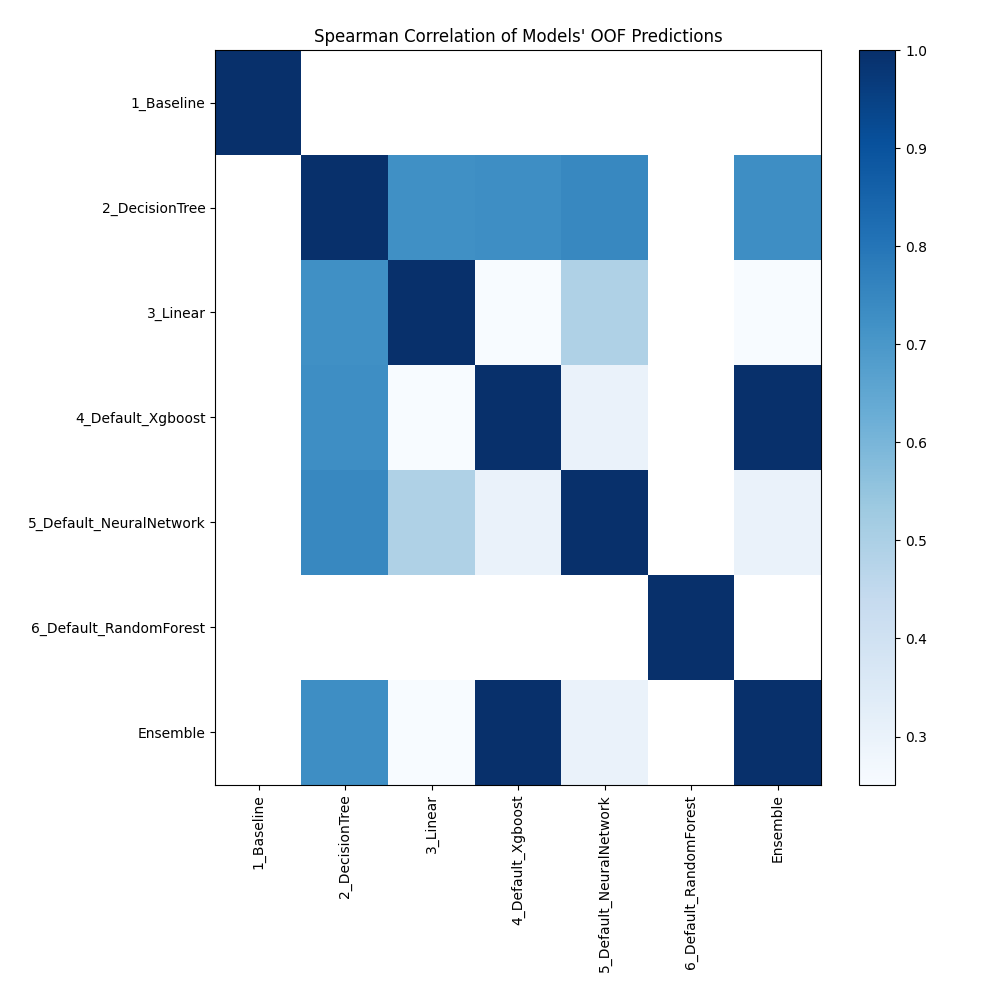 Spearman Correlation of Models' OOF Predictions
1_Baseline
2_DecisionTree
3_Linear
4_Default_Xgboost
5_Default_NeuralNetwork
6_Default_RandomForest
Ensemble
1_Baseline
2_DecisionTree
3_Linear
4_Default_Xgboost
5_Default_NeuralNetwork
6_Default_RandomForest
Ensemble
1.0
0.9
0.8
0.7
0.6
0.5
0.4
0.3